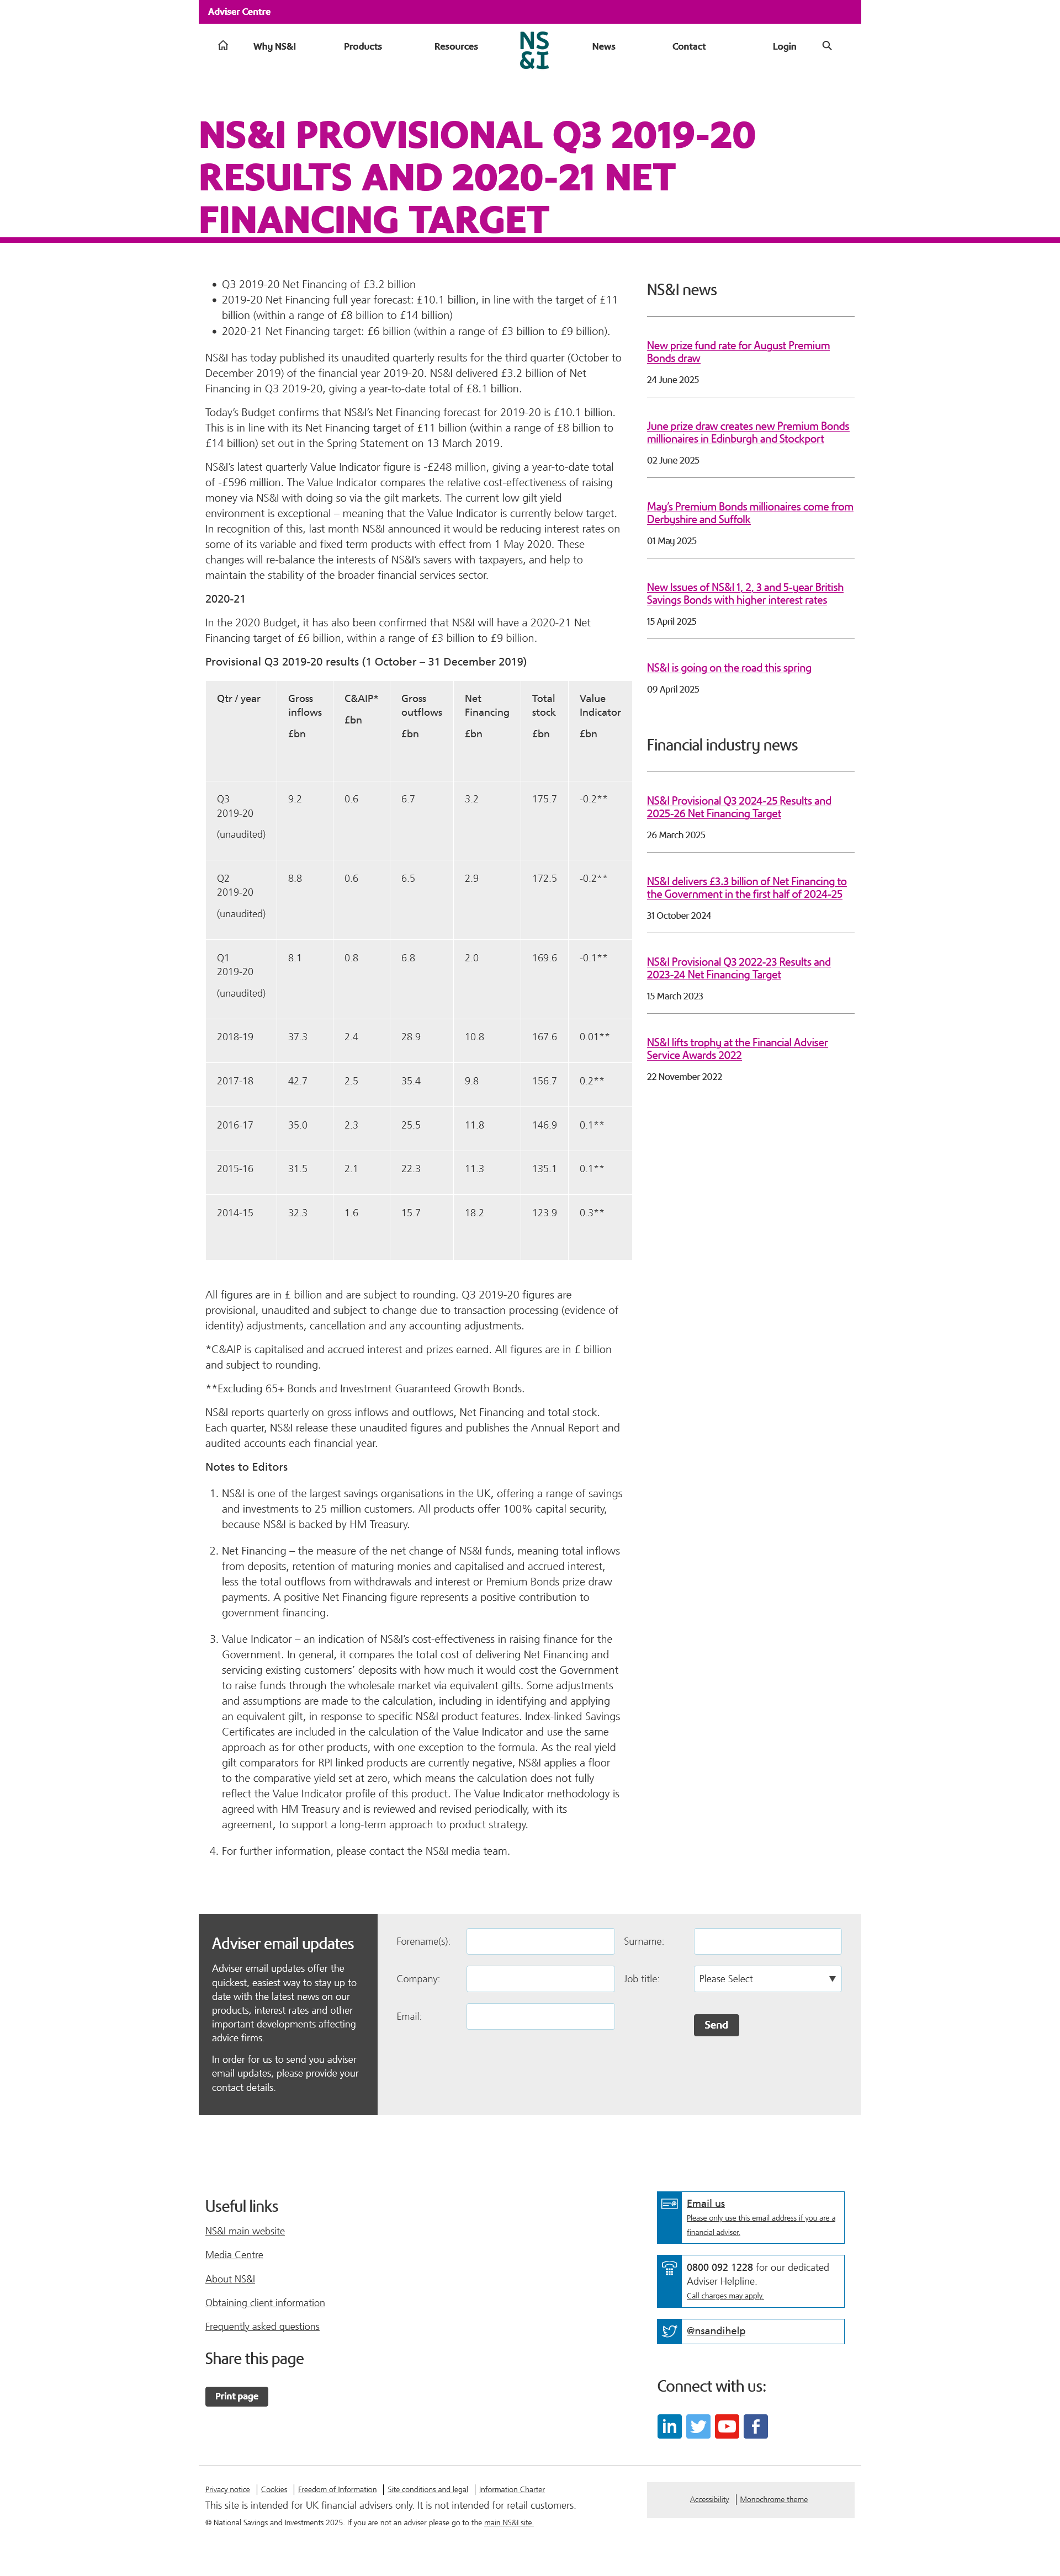 Adviser Centre
Why NS&I
Products
Resources
NS
&I
News
Contact
Login
NS&I PROVISIONAL Q3 2019-20
RESULTS AND 2020-21 NET
FINANCING TARGET
• Q3 2019-20 Net Financing of £3.2 billion
• 2019-20 Net Financing full year forecast: £10.1 billion, in line with the target of £11
billion (within a range of £8 billion to £14 billion)
• 2020-21 Net Financing target: £6 billion (within a range of £3 billion to £9 billion).
NS&I has today published its unaudited quarterly results for the third quarter (October to
December 2019) of the financial year 2019-20. NS&I delivered £3.2 billion of Net
Financing in Q3 2019-20, giving a year-to-date total of £8.1 billion.
Today's Budget confirms that NS&I's Net Financing forecast for 2019-20 is £10.1 billion.
This is in line with its Net Financing target of £11 billion (within a range of £8 billion to
£14 billion) set out in the Spring Statement on 13 March 2019.
NS&I's latest quarterly Value Indicator figure is -£248 million, giving a year-to-date total
of -£596 million. The Value Indicator compares the relative cost-effectiveness of raising
money via NS&I with doing so via the gilt markets. The current low gilt yield
environment is exceptional – meaning that the Value Indicator is currently below target.
In recognition of this, last month NS&I announced it would be reducing interest rates on
some of its variable and fixed term products with effect from 1 May 2020. These
changes will re-balance the interests of NS&I's savers with taxpayers, and help to
maintain the stability of the broader financial services sector.
2020-21
In the 2020 Budget, it has also been confirmed that NS&I will have a 2020-21 Net
Financing target of £6 billion, within a range of £3 billion to £9 billion.
Provisional Q3 2019-20 results (1 October – 31 December 2019)
Qtr / year Gross inflows £bn C&AIP* £bn Gross outflows £bn Net Financing £bn Total stock £bn Value Indicator £bn
Q3 2019-20 (unaudited) 9.2 0.6 6.7 3.2 175.7 -0.2**
Q2 2019-20 (unaudited) 8.8 0.6 6.5 2.9 172.5 -0.2**
Q1 2019-20 (unaudited) 8.1 0.8 6.8 2.0 169.6 -0.1**
2018-19 37.3 2.4 28.9 10.8 167.6 0.01**
2017-18 42.7 2.5 35.4 9.8 156.7 0.2**
2016-17 35.0 2.3 25.5 11.8 146.9 0.1**
2015-16 31.5 2.1 22.3 11.3 135.1 0.1**
2014-15 32.3 1.6 15.7 18.2 123.9 0.3**
All figures are in £ billion and are subject to rounding. Q3 2019-20 figures are
provisional, unaudited and subject to change due to transaction processing (evidence of
identity) adjustments, cancellation and any accounting adjustments.
*C&AIP is capitalised and accrued interest and prizes earned. All figures are in £ billion
and subject to rounding.
**Excluding 65+ Bonds and Investment Guaranteed Growth Bonds.
NS&I reports quarterly on gross inflows and outflows, Net Financing and total stock.
Each quarter, NS&I release these unaudited figures and publishes the Annual Report and
audited accounts each financial year.
Notes to Editors
1. NS&I is one of the largest savings organisations in the UK, offering a range of savings
and investments to 25 million customers. All products offer 100% capital security,
because NS&I is backed by HM Treasury.
2. Net Financing – the measure of the net change of NS&I funds, meaning total inflows
from deposits, retention of maturing monies and capitalised and accrued interest,
less the total outflows from withdrawals and interest or Premium Bonds prize draw
payments. A positive Net Financing figure represents a positive contribution to
government financing.
3. Value Indicator – an indication of NS&I's cost-effectiveness in raising finance for the
Government. In general, it compares the total cost of delivering Net Financing and
servicing existing customers' deposits with how much it would cost the Government
to raise funds through the wholesale market via equivalent gilts. Some adjustments
and assumptions are made to the calculation, including in identifying and applying
an equivalent gilt, in response to specific NS&I product features. Index-linked Savings
Certificates are included in the calculation of the Value Indicator and use the same
approach as for other products, with one exception to the formula. As the real yield
gilt comparators for RPI linked products are currently negative, NS&I applies a floor
to the comparative yield set at zero, which means the calculation does not fully
reflect the Value Indicator profile of this product. The Value Indicator methodology is
agreed with HM Treasury and is reviewed and revised periodically, with its
agreement, to support a long-term approach to product strategy.
4. For further information, please contact the NS&I media team.
NS&I news
New prize fund rate for August Premium
Bonds draw
24 June 2025
June prize draw creates new Premium Bonds
millionaires in Edinburgh and Stockport
02 June 2025
May's Premium Bonds millionaires come from
Derbyshire and Suffolk
01 May 2025
New Issues of NS&I 1, 2, 3 and 5-year British
Savings Bonds with higher interest rates
15 April 2025
NS&I is going on the road this spring
09 April 2025
Financial industry news
NS&I Provisional Q3 2024-25 Results and
2025-26 Net Financing Target
26 March 2025
NS&I delivers £3.3 billion of Net Financing to
the Government in the first half of 2024-25
31 October 2024
NS&I Provisional Q3 2022-23 Results and
2023-24 Net Financing Target
15 March 2023
NS&I lifts trophy at the Financial Adviser
Service Awards 2022
22 November 2022
Adviser email updates
Adviser email updates offer the
quickest, easiest way to stay up to
date with the latest news on our
products, interest rates and other
important developments affecting
advice firms.
In order for us to send you adviser
email updates, please provide your
contact details.
Forename(s):
Surname:
Company:
Job title:
Please Select
Email:
Send
Useful links
NS&I main website
Media Centre
About NS&I
Obtaining client information
Frequently asked questions
Share this page
Print page
Email us
Please only use this email address if you are a
financial adviser.
0800 092 1228 for our dedicated
Adviser Helpline.
Call charges may apply.
@nsandihelp
Connect with us:
Privacy notice | Cookies | Freedom of Information | Site conditions and legal | Information Charter
This site is intended for UK financial advisers only. It is not intended for retail customers.
© National Savings and Investments 2025. If you are not an adviser please go to the main NS&I site.
Accessibility | Monochrome theme